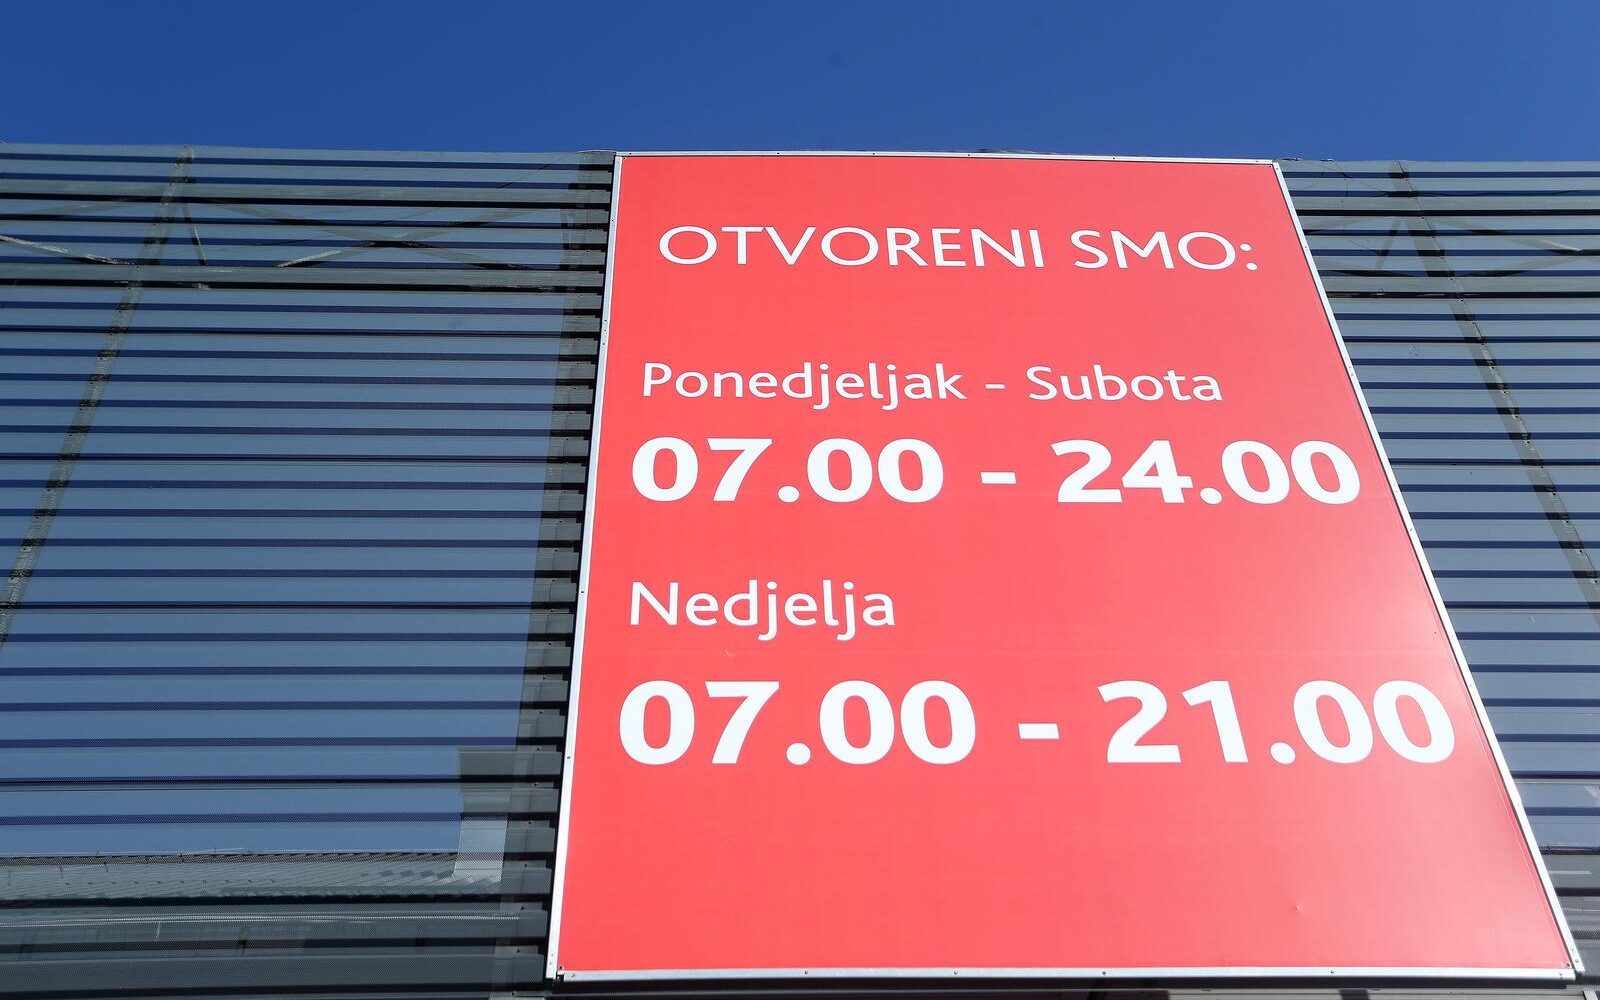 OTVORENI SMO:
Ponedjeljak - Subota
07.00 - 24.00
Nedjelja
07.00 - 21.00